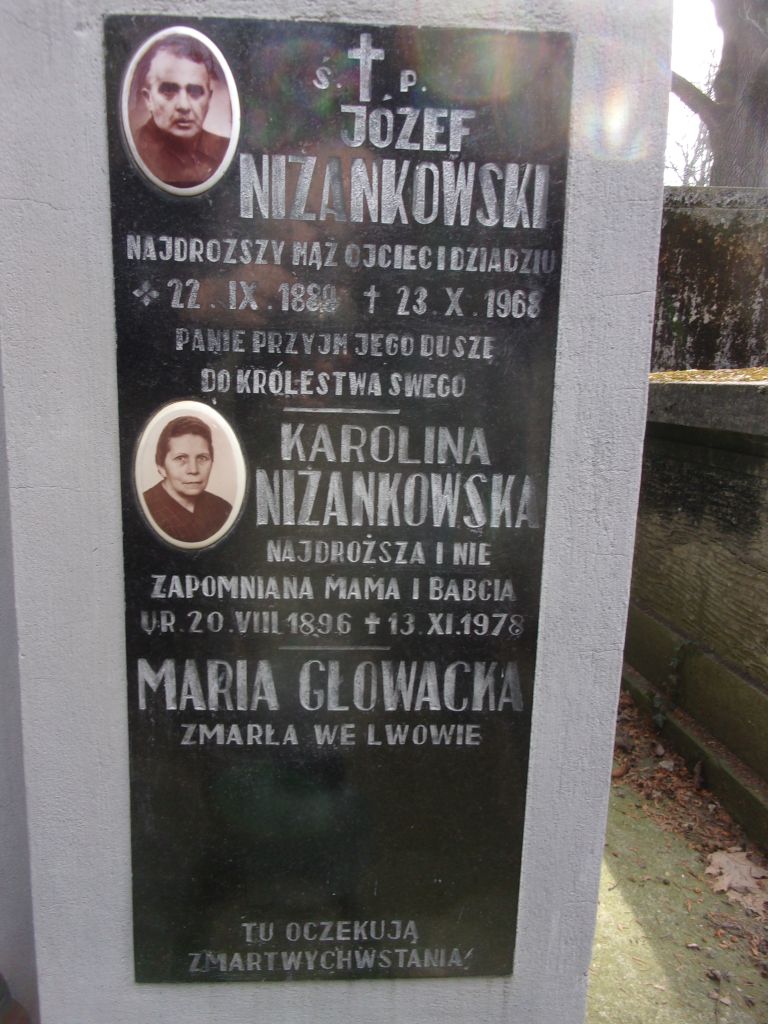 Ś. P.
JÓZEF
NIŻANKOWSKI
NAJDROŻSZY MĄŻ OJCIEC I DZIADZIU
22. IX. 1889 † 23. X. 1968
PANIE PRZYJM JEGO DUSZĘ
DO KRÓLESTWA SWEGO
KAROLINA
NIŻANKOWSKA
NAJDROŻSZA I NIE
ZAPOMNIANA MAMA I BABCIA
UR. 20. VIII 1896 † 13. XI. 1978
MARIA GŁOWACKA
ZMARŁA WE LWOWIE
TU OCZEKUJĄ
ZMARTWYCHWSTANIA!